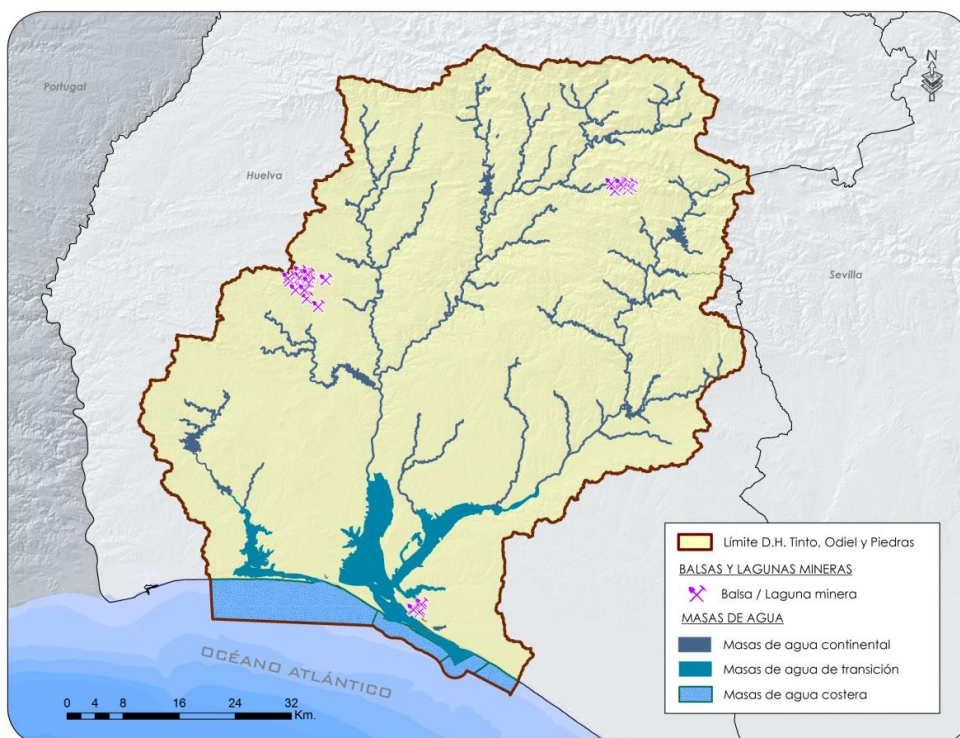 Portugal
N
Huelva
Sevilla
Límite D.H. Tinto, Odiel y Piedras
BALSAS Y LAGUNAS MINERAS
Balsa / Laguna minera
MASAS DE AGUA
Masas de agua continental
Masas de agua de transición
Masas de agua costera
OCÉANO ATLÁNTICO
0 4 8 16 24 32
Km.